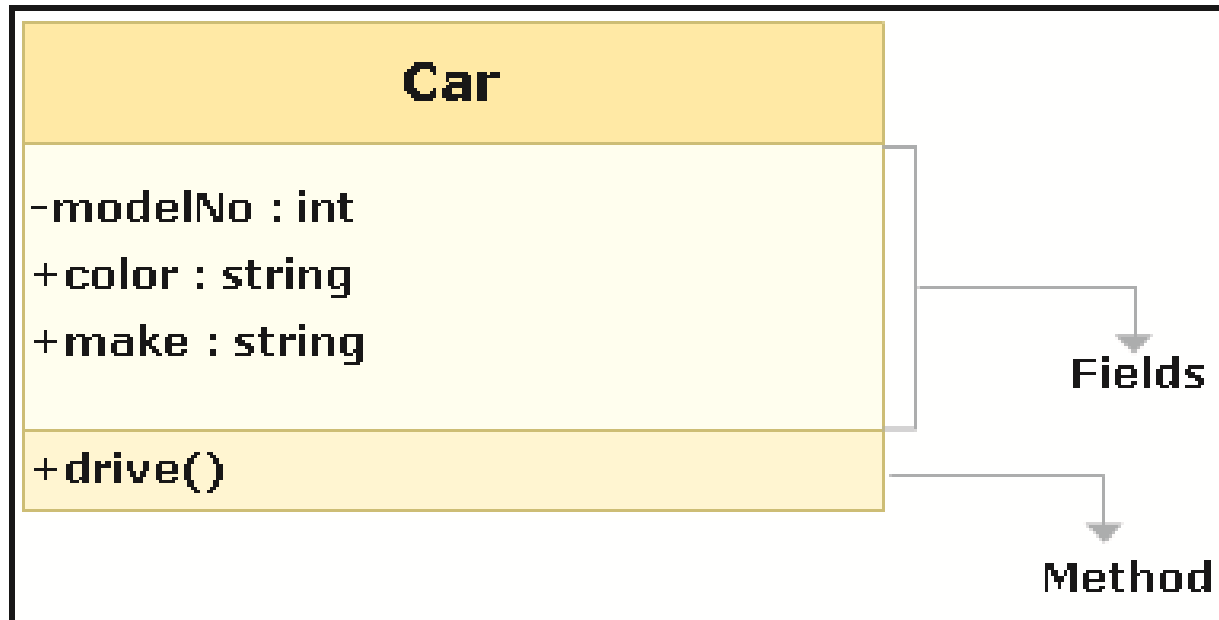 Car
-modelNo : int
+color : string
+make : string
Fields
+drive()
Method